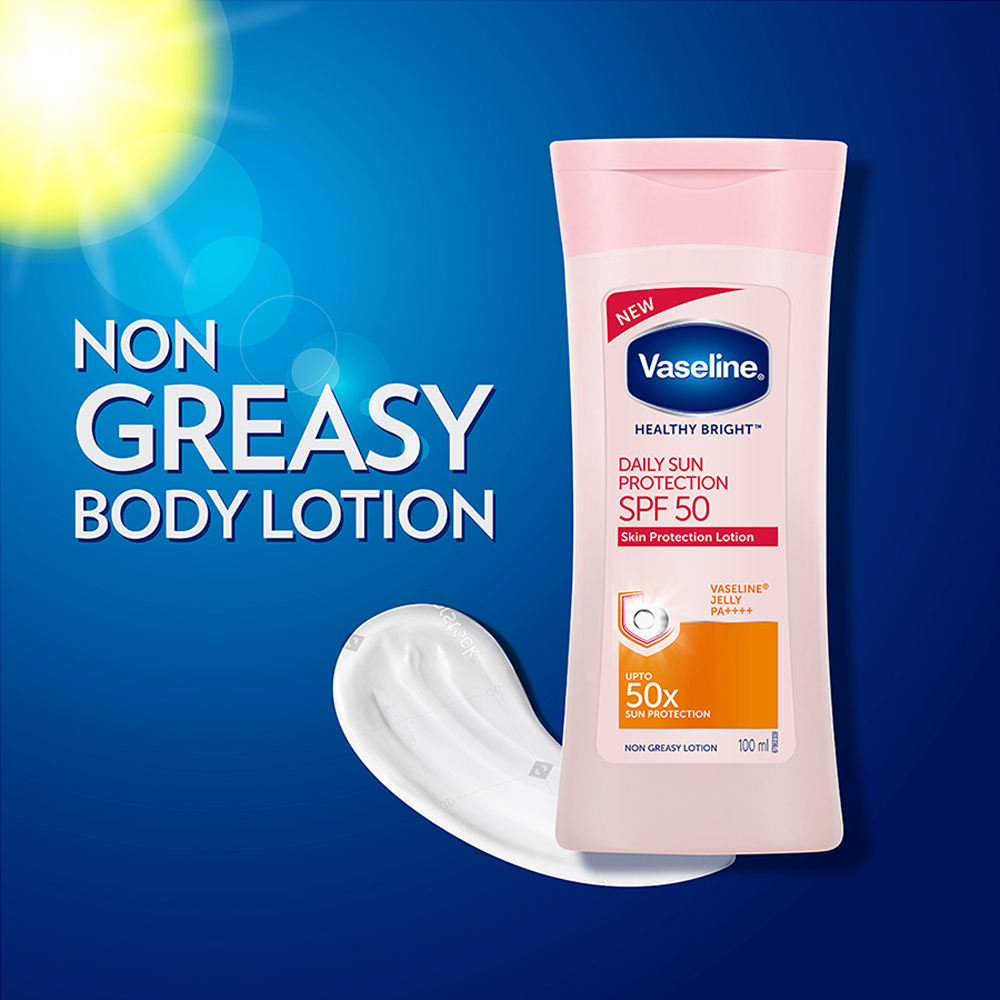 NON
GREASY
BODY LOTION
NEW
Vaseline®
HEALTHY BRIGHT™
DAILY SUN
PROTECTION
SPF 50
Skin Protection Lotion
VASELINE®
JELLY
PA++++
UPTO
50x
SUN PROTECTION
NON GREASY LOTION
100 ml